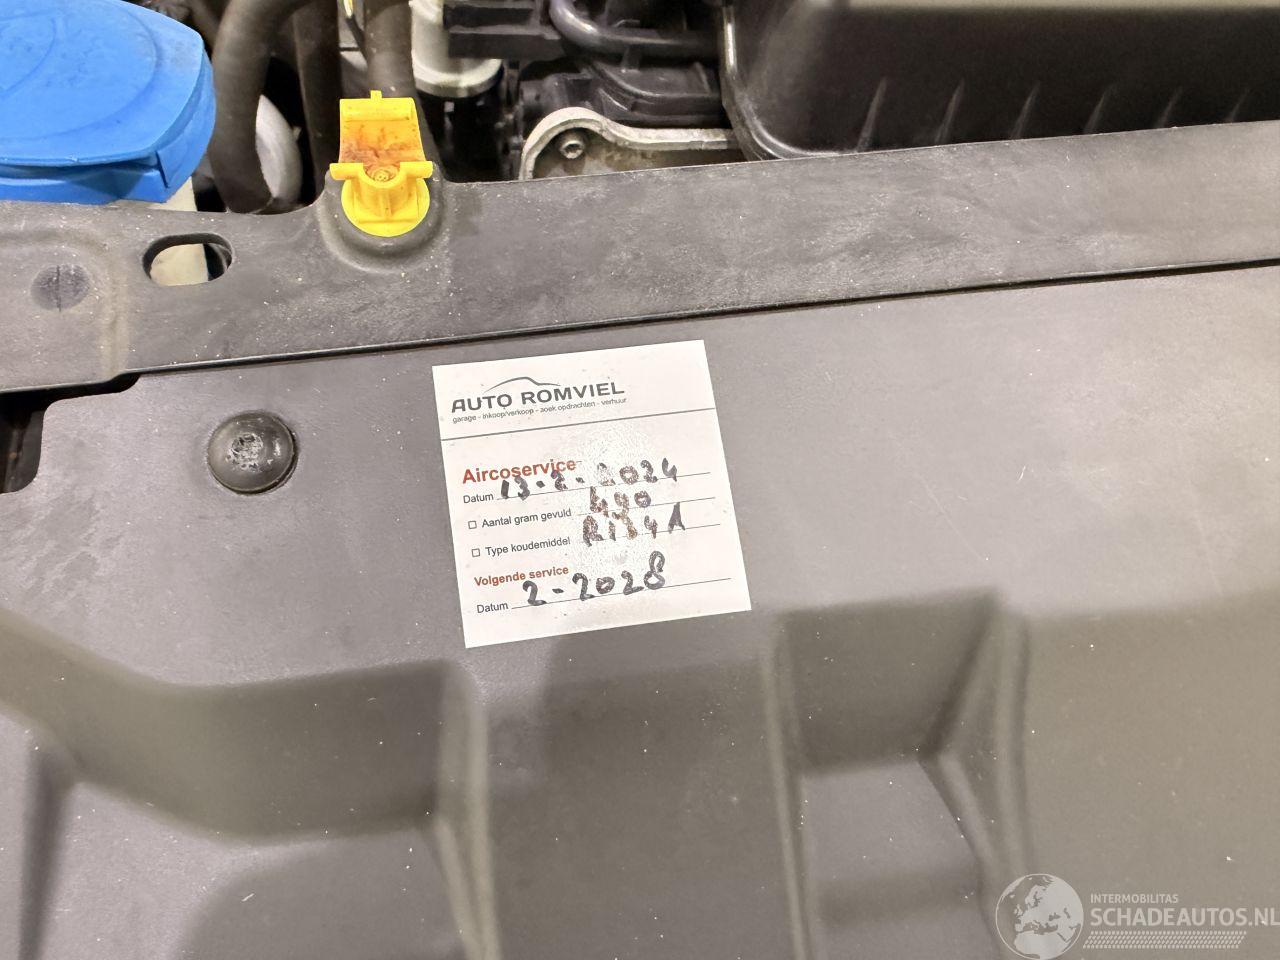 AUTO ROMVIEL
garage - inkoop/verkoop - zoek opdrachten - verhuur
Aircoservice
Datum 13-2-2024
Aantal gram gevuld 490
Type koudemiddel R134A
Volgende service
Datum 2-2028
INTERMOBILITAS
SCHADEAUTOS.NL